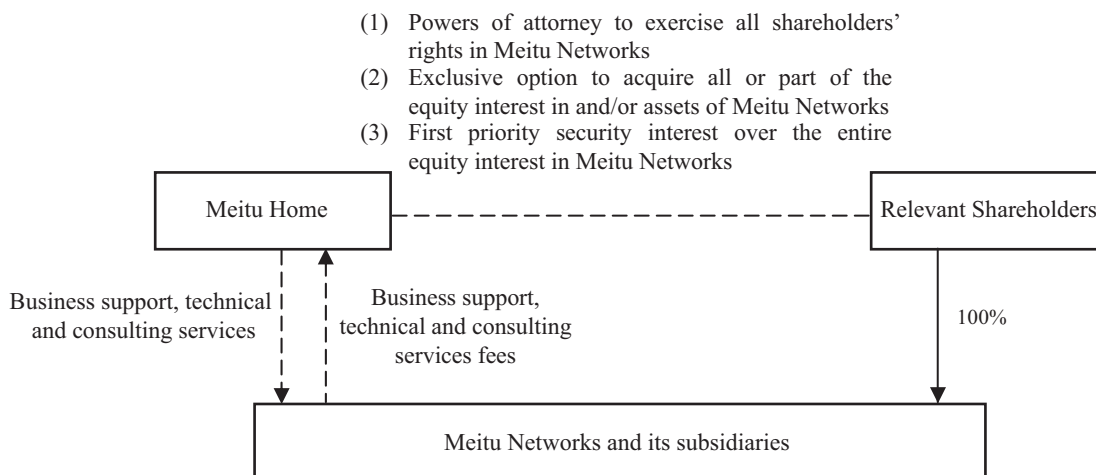 (1) Powers of attorney to exercise all shareholders’
rights in Meitu Networks
(2) Exclusive option to acquire all or part of the
equity interest in and/or assets of Meitu Networks
(3) First priority security interest over the entire
equity interest in Meitu Networks
Meitu Home
Relevant Shareholders
Business support, technical
and consulting services
Business support,
technical and consulting
services fees
100%
Meitu Networks and its subsidiaries